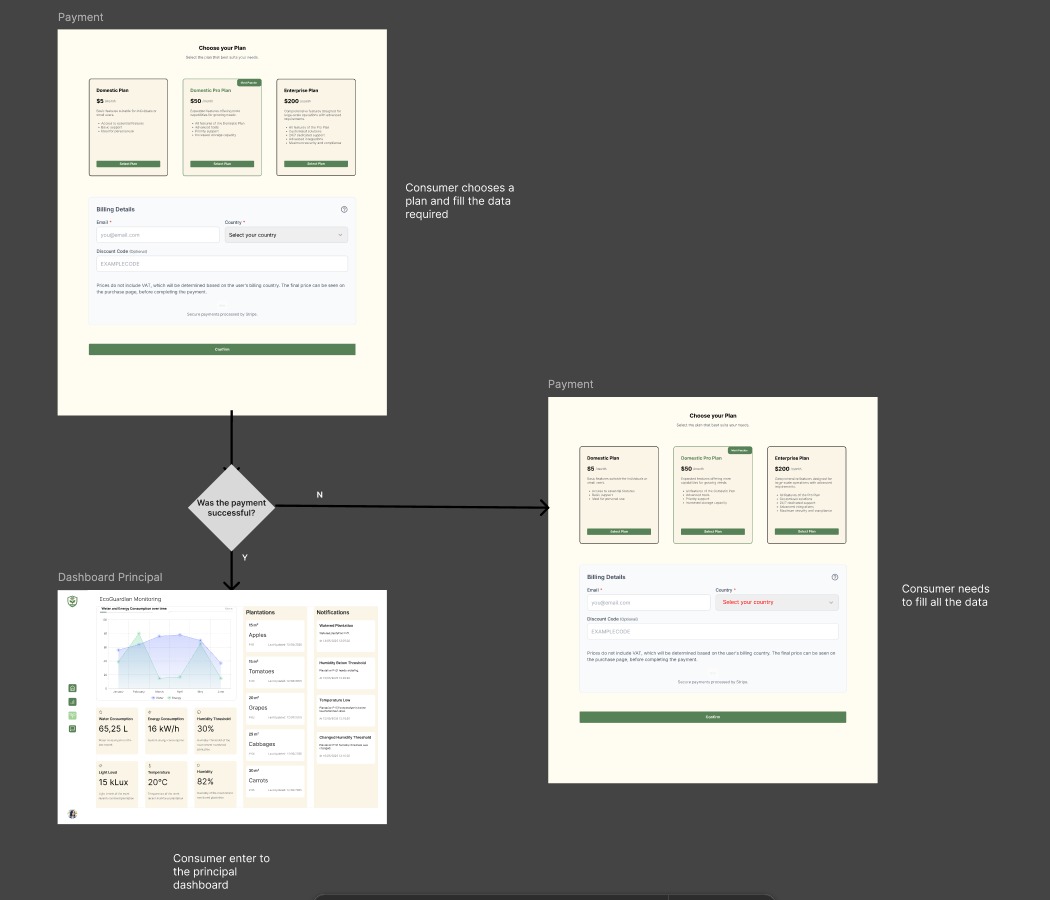 Payment
Choose your Plan
Select the plan that best suits your needs.
Domestic Plan
$5 /month
Basic features suitable for individuals or small users.
Access to essential features
Basic support
Ideal for personal use
Select Plan
Domestic Pro Plan
$50 /month
Expanded features offering more capabilities for growing needs.
All features of the Domestic Plan
Advanced tools
Priority support
Increased storage capacity
Select Plan
Enterprise Plan
$200 /month
Comprehensive features designed for large-scale operations with advanced requirements.
All features of the Pro Plan
Customized solutions
24/7 dedicated support
Advanced integrations
Maximum security and compliance
Select Plan
Billing Details
Email *
you@email.com
Country *
Select your country
Discount Code (Optional)
EXAMPLECODE
Prices do not include VAT, which will be determined based on the user's billing country. The final price can be seen on
the purchase page, before completing the payment.
Secure payments processed by Stripe.
Confirm
Consumer chooses a
plan and fill the data
required
Was the payment
successful?
N
Y
Payment
Choose your Plan
Select the plan that best suits your needs.
Domestic Plan
$5 /month
Access to essential features
Basic support
Ideal for personal use
Select Plan
Domestic Pro Plan
$50 /month
Expanded features offering more capabilities for growing needs.
All features of the Domestic Plan
Advanced tools
Priority support
Increased storage capacity
Select Plan
Enterprise Plan
$200 /month
Comprehensive features designed for large-scale operations with advanced requirements.
All features of the Pro Plan
Customized solutions
24/7 dedicated support
Advanced integrations
Maximum security and compliance
Select Plan
Billing Details
Email *
you@email.com
Country *
Select your country
Discount Code (Optional)
EXAMPLECODE
Prices do not include VAT, which will be determined based on the user's billing country. The final price can be seen on
the purchase page, before completing the payment.
Secure payments processed by Stripe.
Confirm
Consumer needs
to fill all the data
Dashboard Principal
EcoGuardian Monitoring
Water and Energy Consumption over time
Water Consumption
65,25 L
Energy Consumption
16 kW/h
Humidity Threshold
30%
Light Level
15 kLux
Temperature
20°C
Humidity
82%
Plantations
15 m²
Apples
10 m²
Tomatoes
20 m²
Grapes
25 m²
Cabbages
30 m²
Carrots
Notifications
Watered Plantation
Humidity Below Threshold
Temperature Low
Changed Humidity Threshold
Consumer enter to
the principal
dashboard